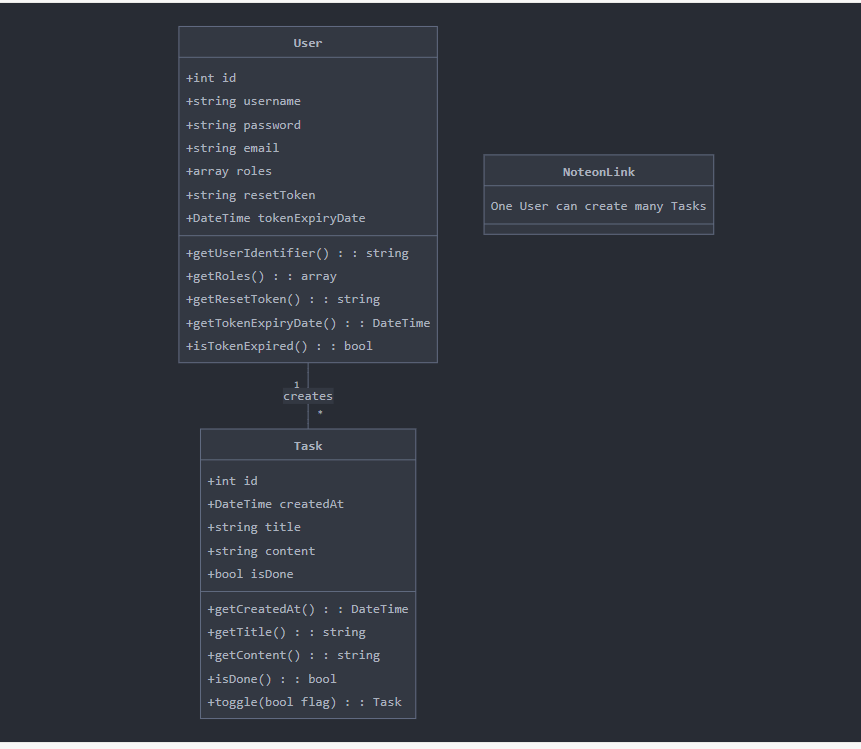 User
+int id
+string username
+string password
+string email
+array roles
+string resetToken
+DateTime tokenExpiryDate
+getUserIdentifier() : : string
+getRoles() : : array
+getResetToken() : : string
+getTokenExpiryDate() : : DateTime
+isTokenExpired() : : bool
NoteonLink
One User can create many Tasks
1
creates
*
Task
+int id
+DateTime createdAt
+string title
+string content
+bool isDone
+getCreatedAt() : : DateTime
+getTitle() : : string
+getContent() : : string
+isDone() : : bool
+toggle(bool flag) : : Task